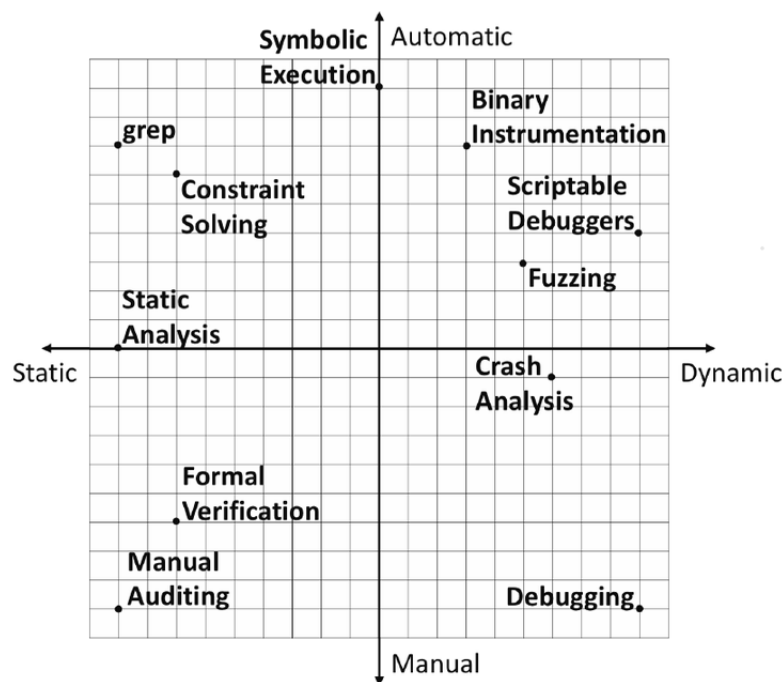 Symbolic
Execution
Automatic
Binary
Instrumentation
grep
Constraint
Solving
Scriptable
Debuggers
Fuzzing
Static
Analysis
Static
Dynamic
Crash
Analysis
Formal
Verification
Manual
Auditing
Debugging
Manual